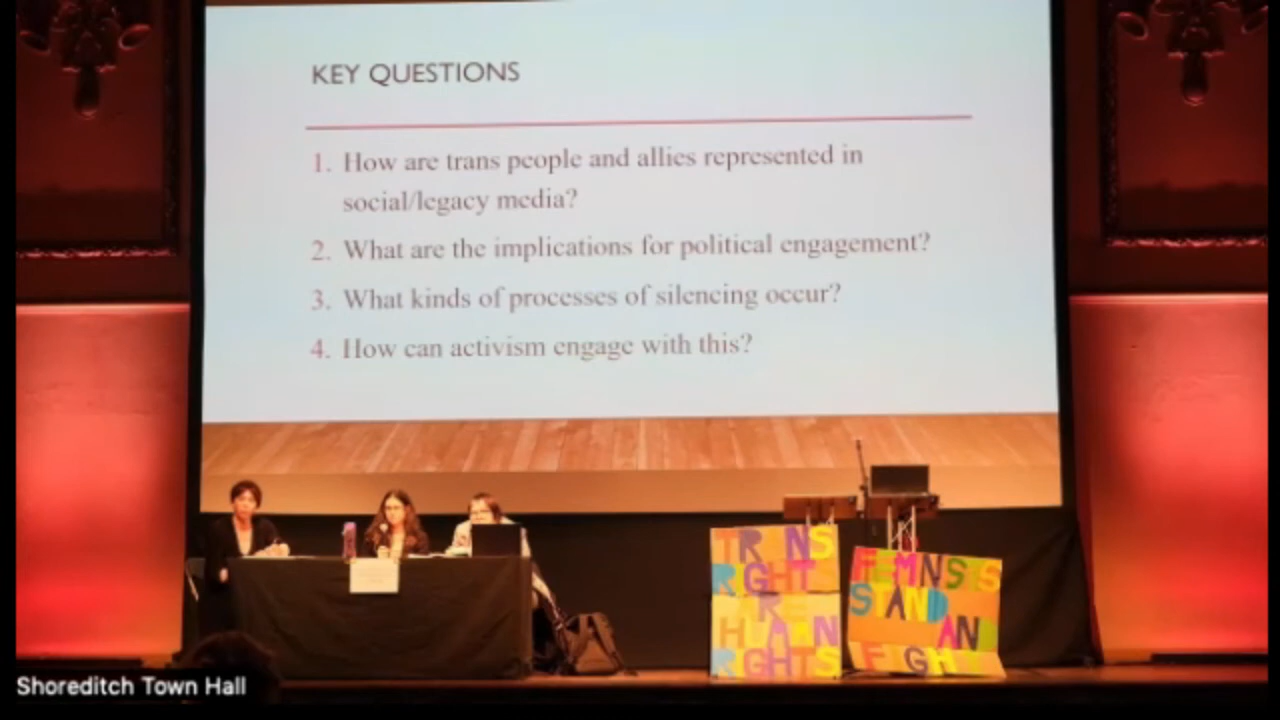 KEY QUESTIONS
1. How are trans people and allies represented in
social/legacy media?
2. What are the implications for political engagement?
3. What kinds of processes of silencing occur?
4. How can activism engage with this?
TRANS
RIGHTS
ARE
HUMAN
RIGHTS
STAND
AN
FIGHT
Shoreditch Town Hall